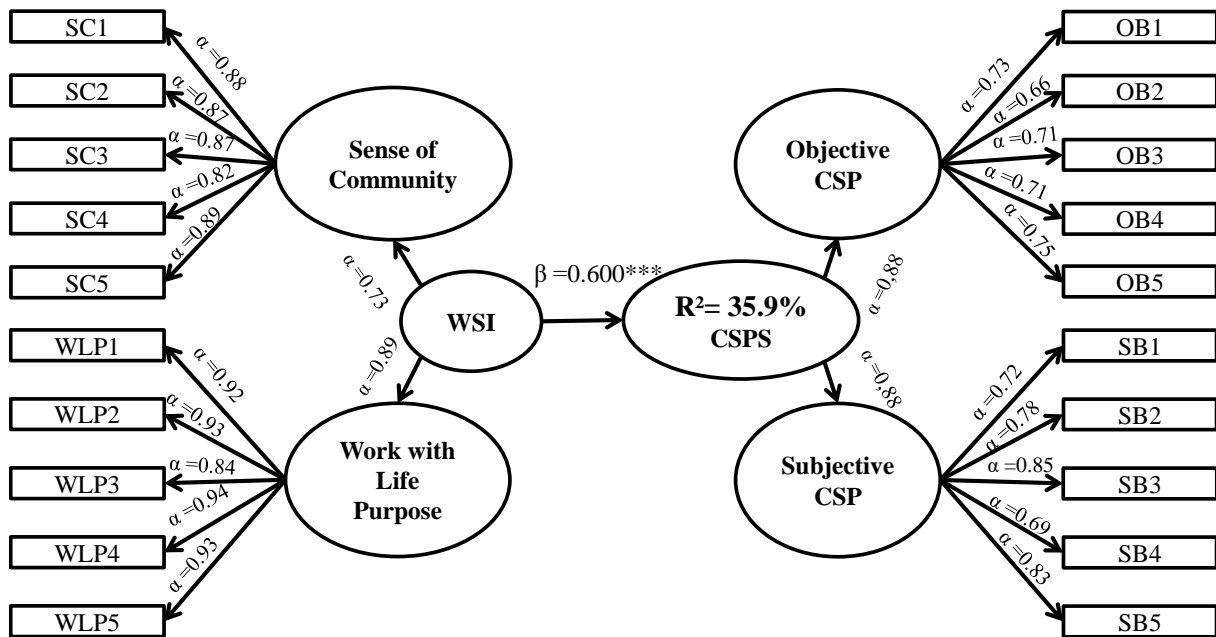 SC1
SC2
SC3
SC4
SC5
α =0.88
α =0.87
α =0.87
α =0.82
α =0.89
Sense of
Community
α =0.73
WSI
α =0.89
WLP1
WLP2
WLP3
WLP4
WLP5
α =0.92
α =0.93
α =0.84
α =0.94
α =0.93
Work with
Life
Purpose
β =0.600***
R²= 35.9%
CSPS
α =0,88
α =0,88
Objective
CSP
α =0.73
α =0.66
α =0.71
α =0.71
α =0.75
OB1
OB2
OB3
OB4
OB5
Subjective
CSP
α =0.72
α =0.78
α =0.85
α =0.69
α =0.83
SB1
SB2
SB3
SB4
SB5